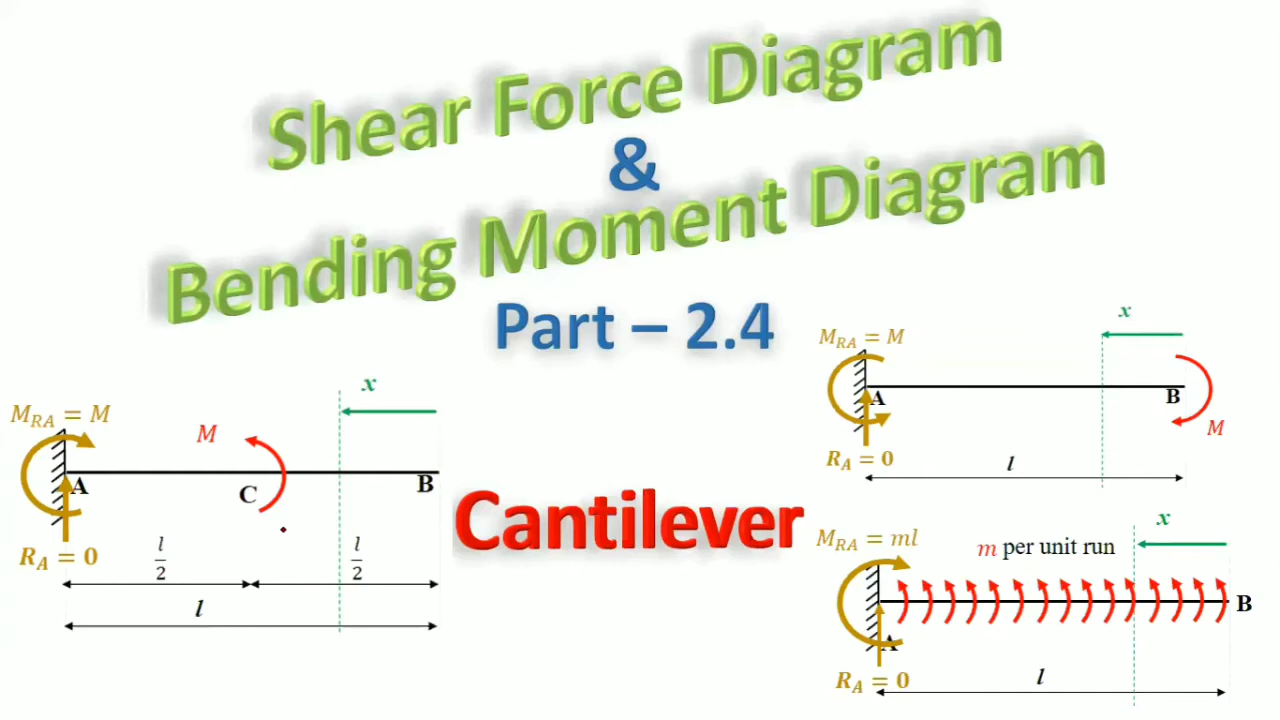 Shear Force Diagram
&
Bending Moment Diagram
Part – 2.4
Cantilever
x
M_RA = M
M
A
C
B
R_A = 0
l/2
l/2
l
x
M_RA = M
A
B
M
R_A = 0
l
x
M_RA = ml
m per unit run
B
A
R_A = 0
l